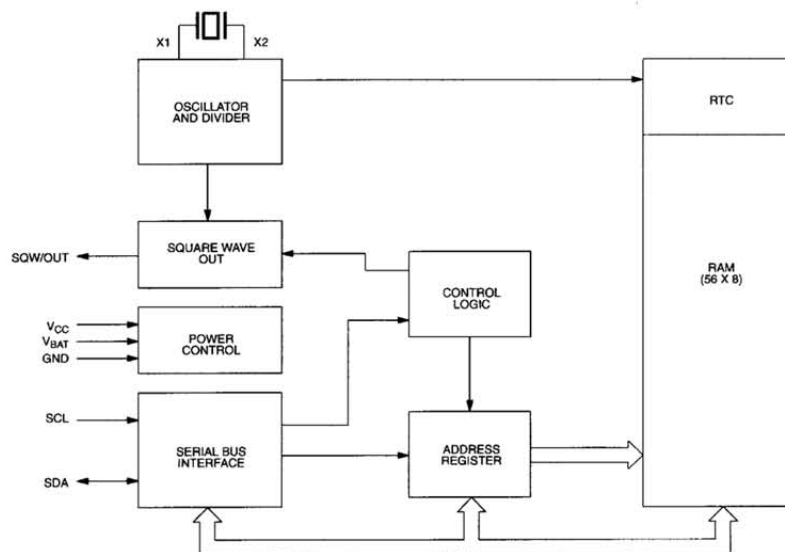 X1
X2
OSCILLATOR
AND DIVIDER
RTC
SQW/OUT
SQUARE WAVE
OUT
RAM
(56 X 8)
CONTROL
LOGIC
VCC
VBAT
GND
POWER
CONTROL
SCL
SDA
SERIAL BUS
INTERFACE
ADDRESS
REGISTER